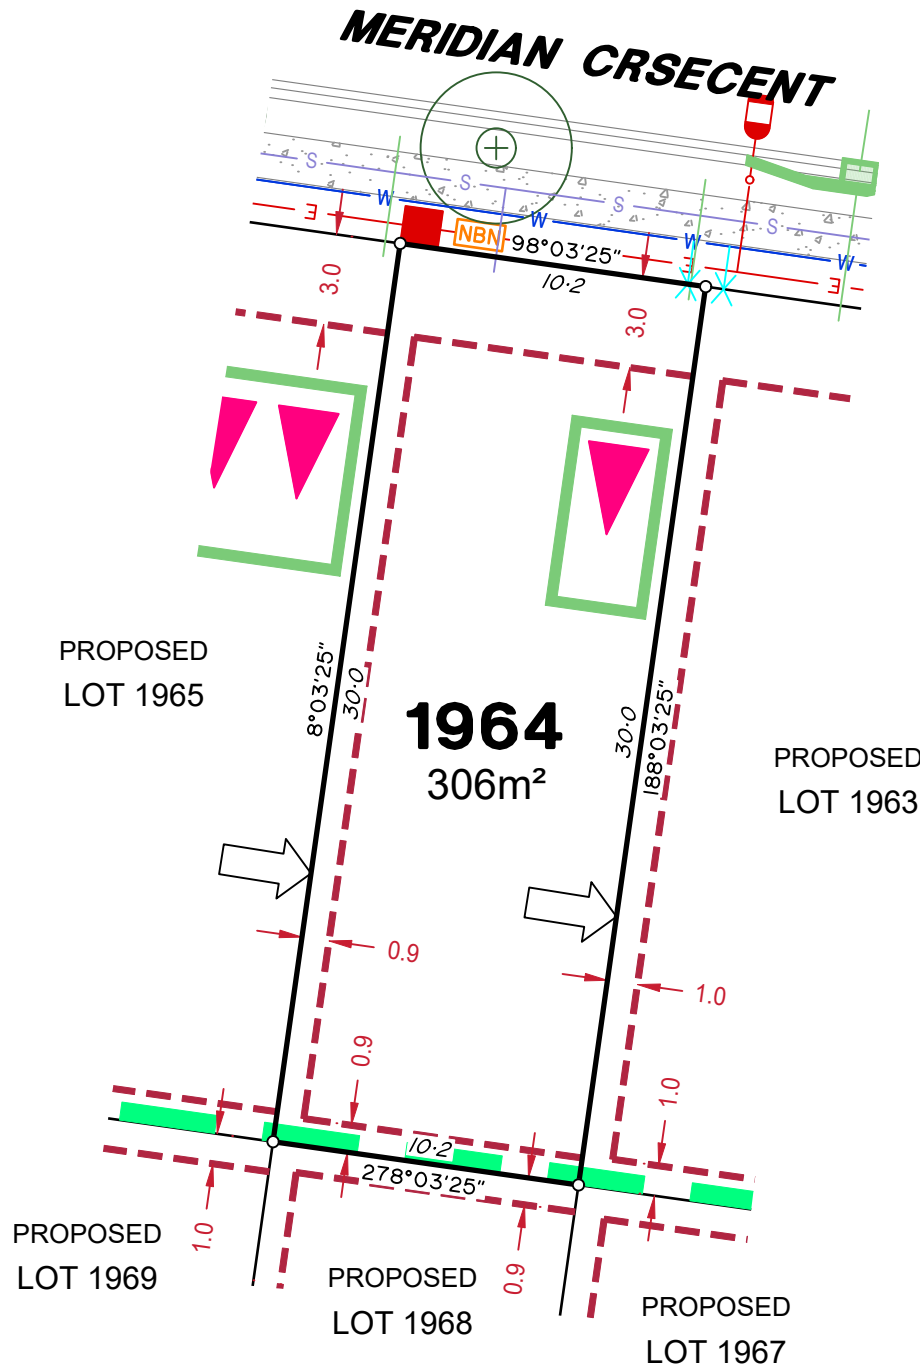 MERIDIAN CRSECENT
S
S
S
S
W
W
W
W
E
E
E
NBN
98°03'25"
10·2
3.0
3.0
PROPOSED
LOT 1965
8°03'25"
30·0
1964
306m²
30·0
188°03'25"
PROPOSED
LOT 1963
0.9
1.0
0.9
1.0
10·2
278°03'25"
1.0
0.9
PROPOSED
LOT 1969
PROPOSED
LOT 1968
PROPOSED
LOT 1967